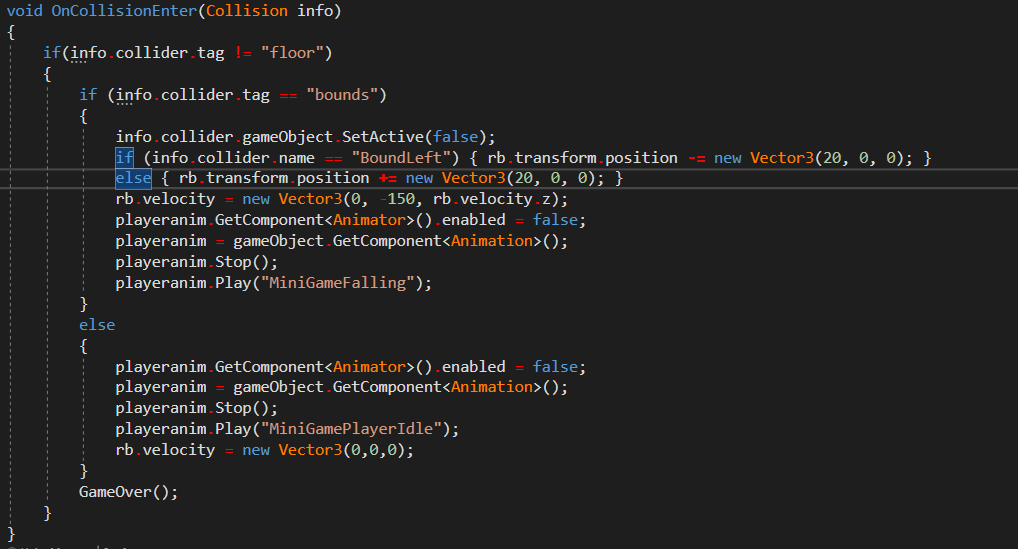 void OnCollisionEnter(Collision info)
{
if(info.collider.tag != "floor")
{
if (info.collider.tag == "bounds")
{
info.collider.gameObject.SetActive(false);
if (info.collider.name == "BoundLeft") { rb.transform.position -= new Vector3(20, 0, 0); }
else { rb.transform.position += new Vector3(20, 0, 0); }
rb.velocity = new Vector3(0, -150, rb.velocity.z);
playeranim.GetComponent<Animator>().enabled = false;
playeranim = gameObject.GetComponent<Animation>();
playeranim.Stop();
playeranim.Play("MiniGameFalling");
}
else
{
playeranim.GetComponent<Animator>().enabled = false;
playeranim = gameObject.GetComponent<Animation>();
playeranim.Stop();
playeranim.Play("MiniGamePlayerIdle");
rb.velocity = new Vector3(0,0,0);
}
GameOver();
}
}